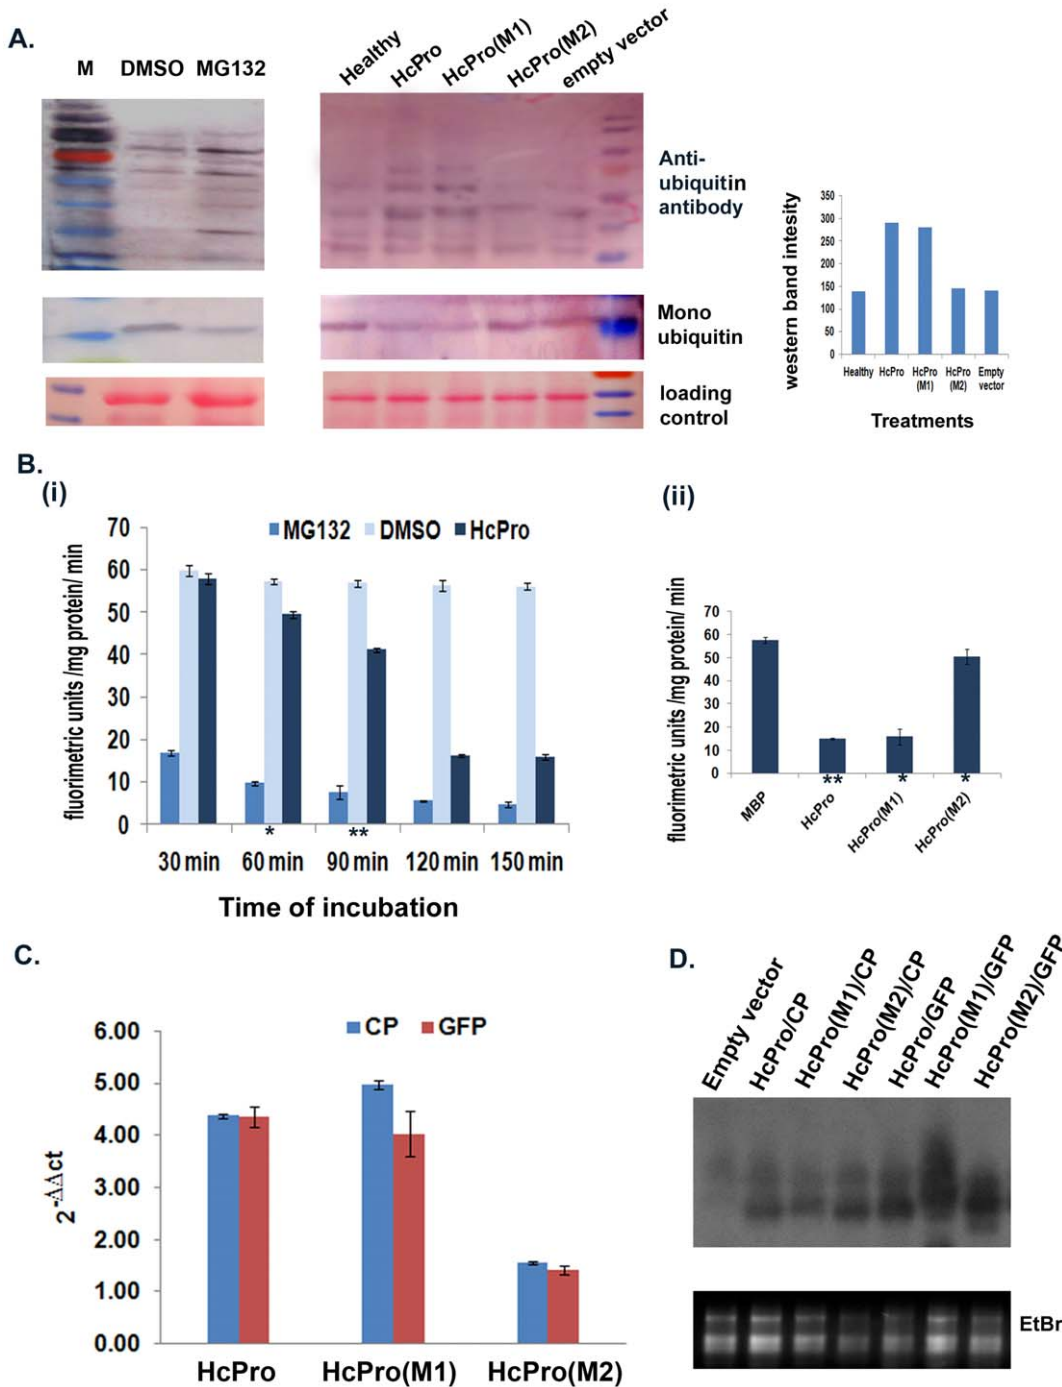 A.
M DMSO MG132
Healthy
HcPro
HcPro(M1)
HcPro(M2)
empty vector
Anti-
ubiquitin
antibody
Mono
ubiquitin
loading
control
western band intesity
350
300
250
200
150
100
50
0
Healthy HcPro HcPro HcPro Empty
(M1) (M2) vector
Treatments
B.
(i)
fluorimetric units /mg protein/ min
70
60
50
40
30
20
10
0
MG132 DMSO HcPro
* **
30 min 60 min 90 min 120 min 150 min
Time of incubation
(ii)
fluorimetric units /mg protein/ min
70
60
50
40
30
20
10
0
** * *
MBP
HcPro
HcPro(M1)
HcPro(M2)
C.
2^-ΔΔct
6.00
5.00
4.00
3.00
2.00
1.00
0.00
CP GFP
HcPro HcPro(M1) HcPro(M2)
D.
Empty vector
HcPro/CP
HcPro(M1)/CP
HcPro(M2)/CP
HcPro/GFP
HcPro(M1)/GFP
HcPro(M2)/GFP
EtBr